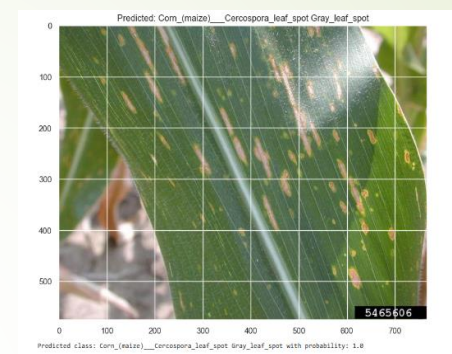 Predicted: Corn_(maize)___Cercospora_leaf_spot Gray_leaf_spot
0
100
200
300
400
500
5465606
0 100 200 300 400 500 600 700
Predicted class: Corn_(maize)___Cercospora_leaf_spot Gray_leaf_spot with probability: 1.0